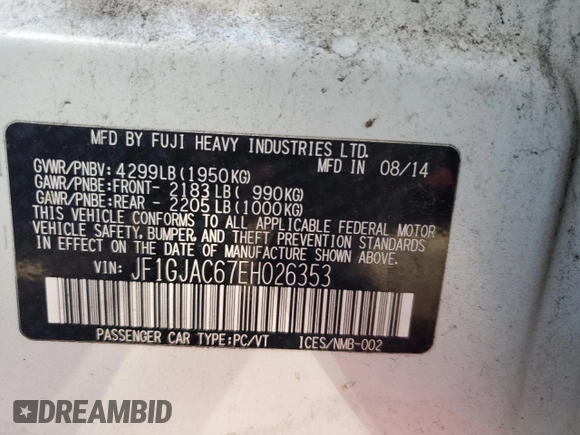 MFD BY FUJI HEAVY INDUSTRIES LTD.
MFD IN 08/14
GVWR/PNBV: 4299LB(1950KG)
GAWR/PNBE:FRONT- 2183LB( 990KG)
GAWR/PNBE:REAR - 2205LB(1000KG)
THIS VEHICLE CONFORMS TO ALL APPLICABLE FEDERAL MOTOR
VEHICLE SAFETY, BUMPER, AND THEFT PREVENTION STANDARDS
IN EFFECT ON THE DATE OF MANUFACTURE SHOWN ABOVE.
VIN: JF1GJAC67EH026353
PASSENGER CAR TYPE:PC/VT ICES/NMB-002
DREAMBID